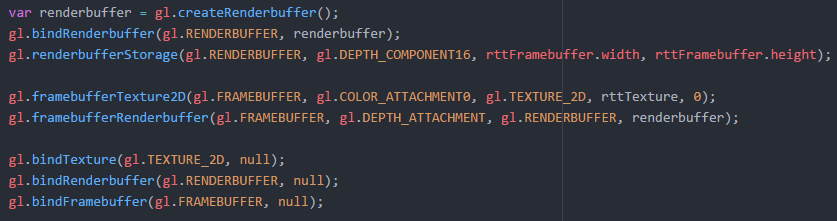 var renderbuffer = gl.createRenderbuffer();
gl.bindRenderbuffer(gl.RENDERBUFFER, renderbuffer);
gl.renderbufferStorage(gl.RENDERBUFFER, gl.DEPTH_COMPONENT16, rttFramebuffer.width, rttFramebuffer.height);
gl.framebufferTexture2D(gl.FRAMEBUFFER, gl.COLOR_ATTACHMENT0, gl.TEXTURE_2D, rttTexture, 0);
gl.framebufferRenderbuffer(gl.FRAMEBUFFER, gl.DEPTH_ATTACHMENT, gl.RENDERBUFFER, renderbuffer);
gl.bindTexture(gl.TEXTURE_2D, null);
gl.bindRenderbuffer(gl.RENDERBUFFER, null);
gl.bindFramebuffer(gl.FRAMEBUFFER, null);